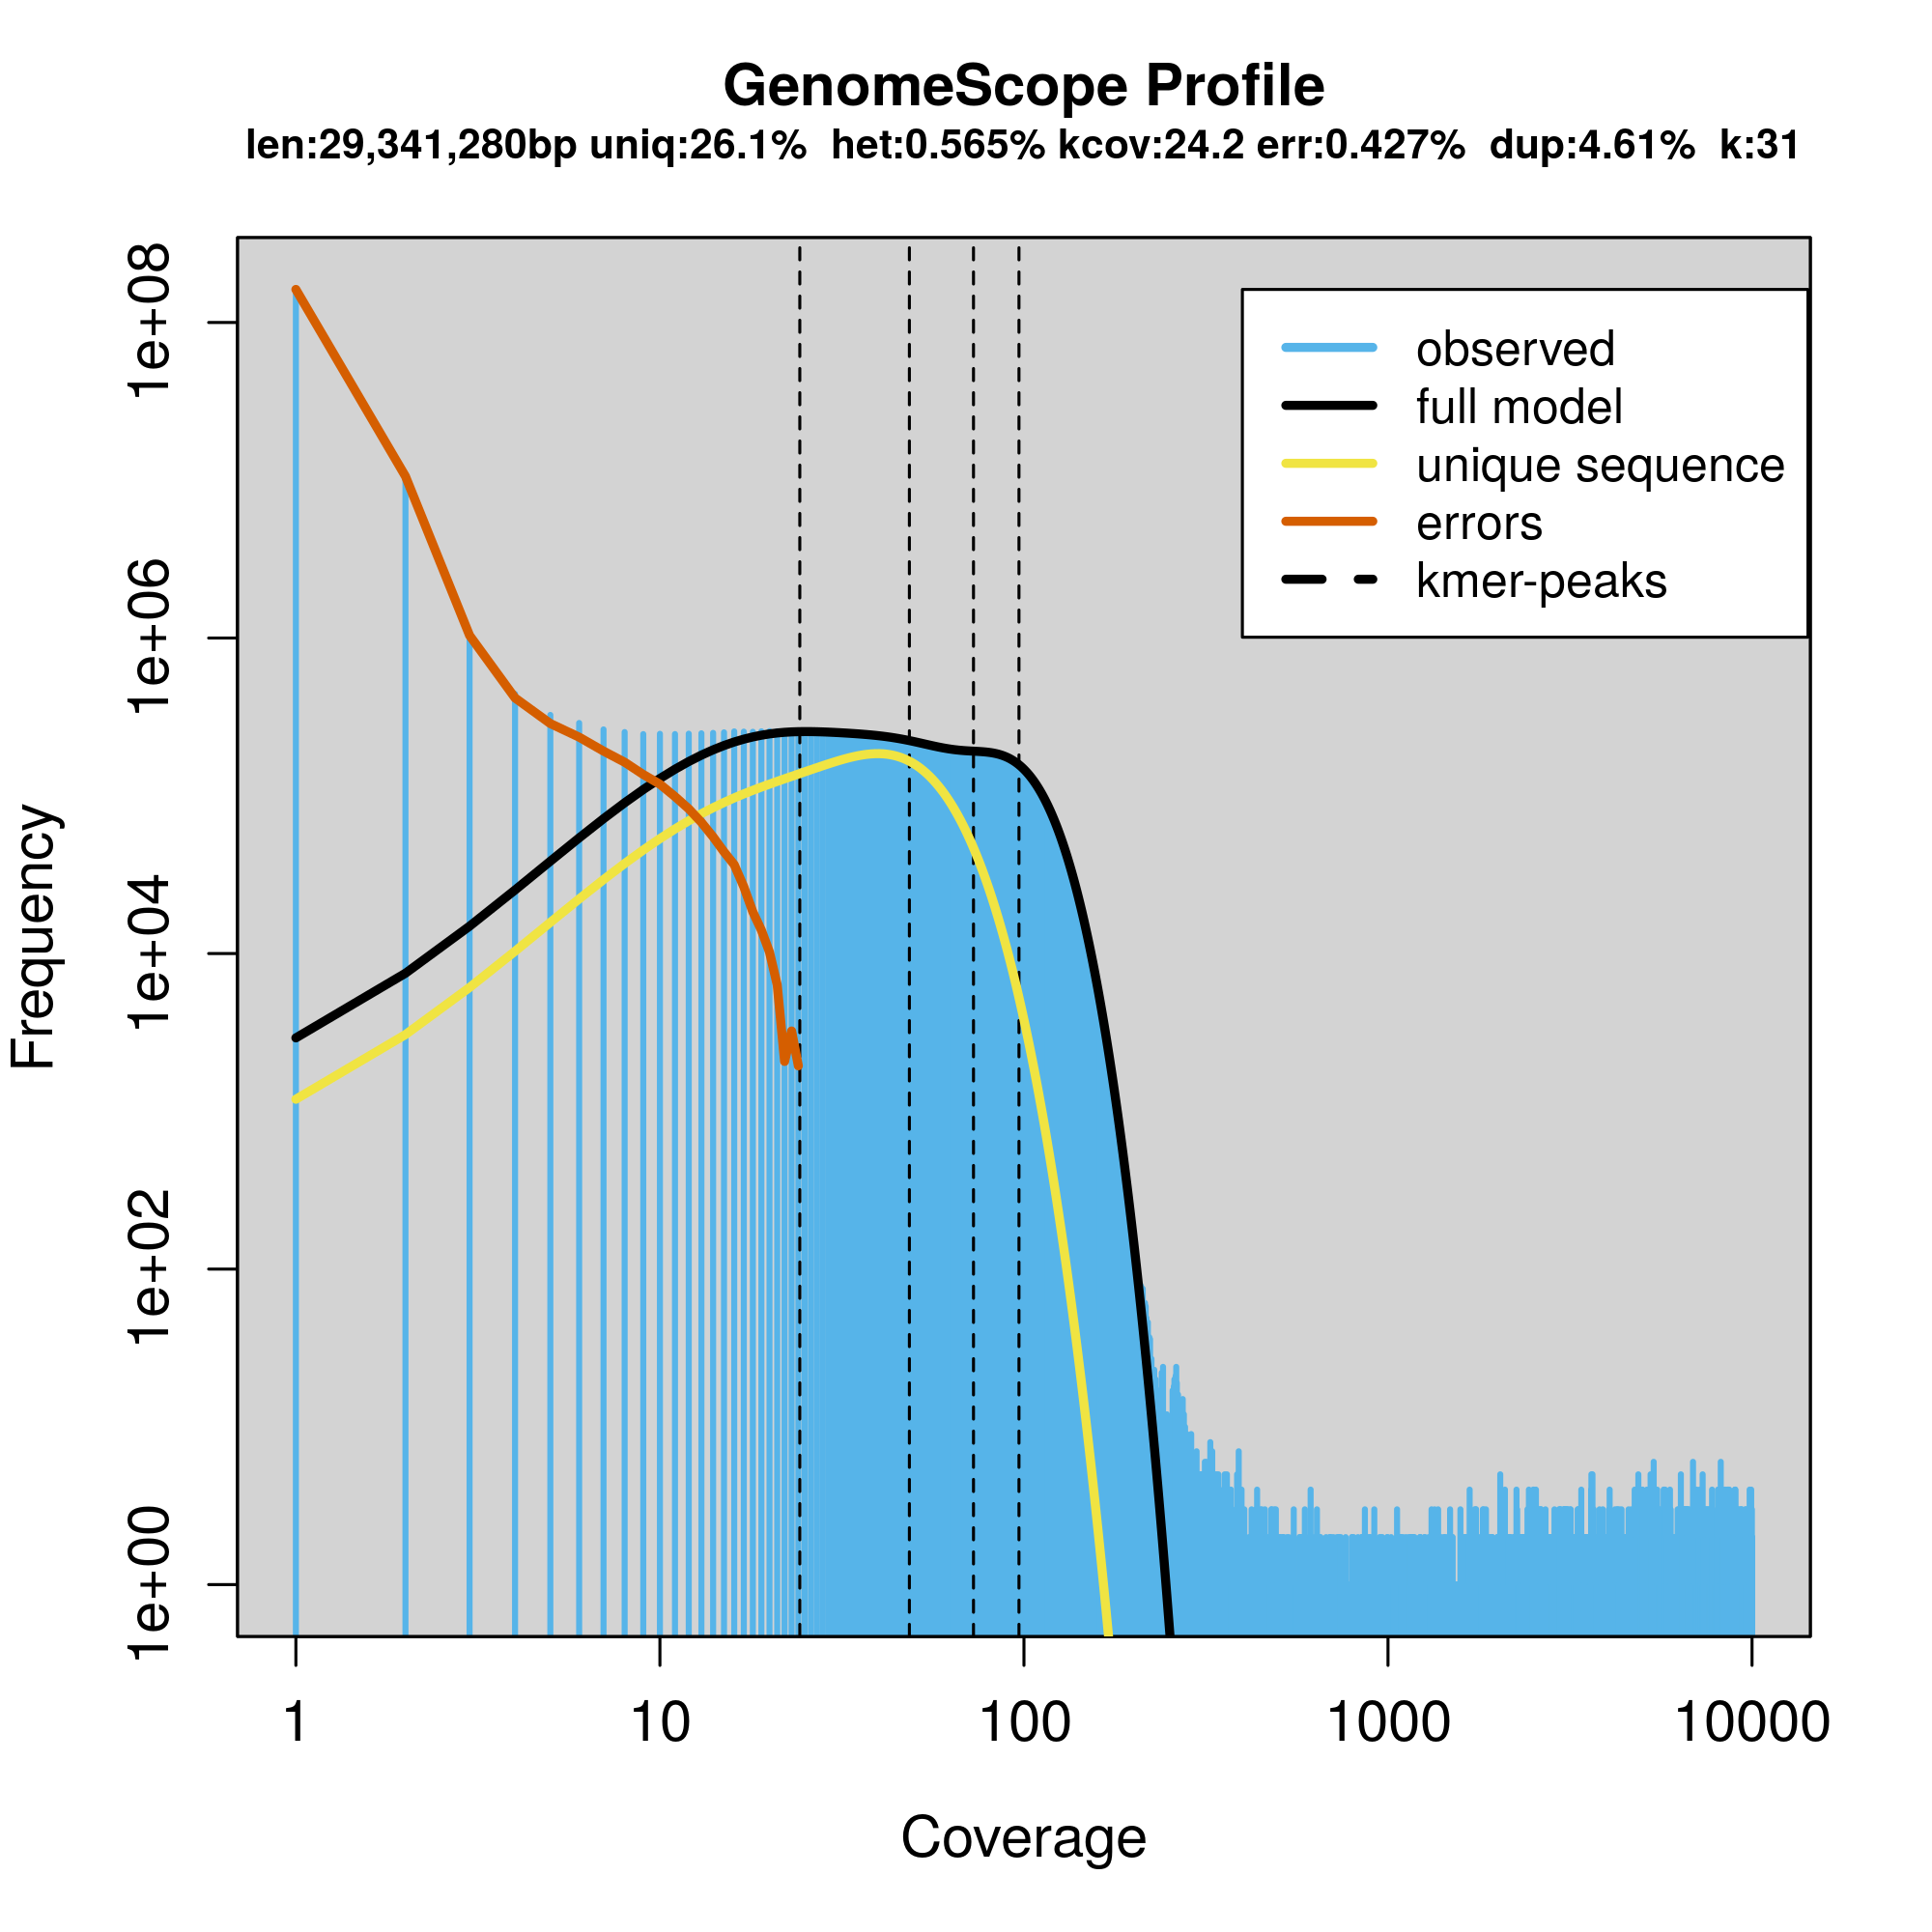 GenomeScope Profile
len:29,341,280bp uniq:26.1% het:0.565% kcov:24.2 err:0.427% dup:4.61% k:31
Frequency
1e+08
1e+06
1e+04
1e+02
1e+00
observed
full model
unique sequence
errors
kmer-peaks
1 10 100 1000 10000
Coverage